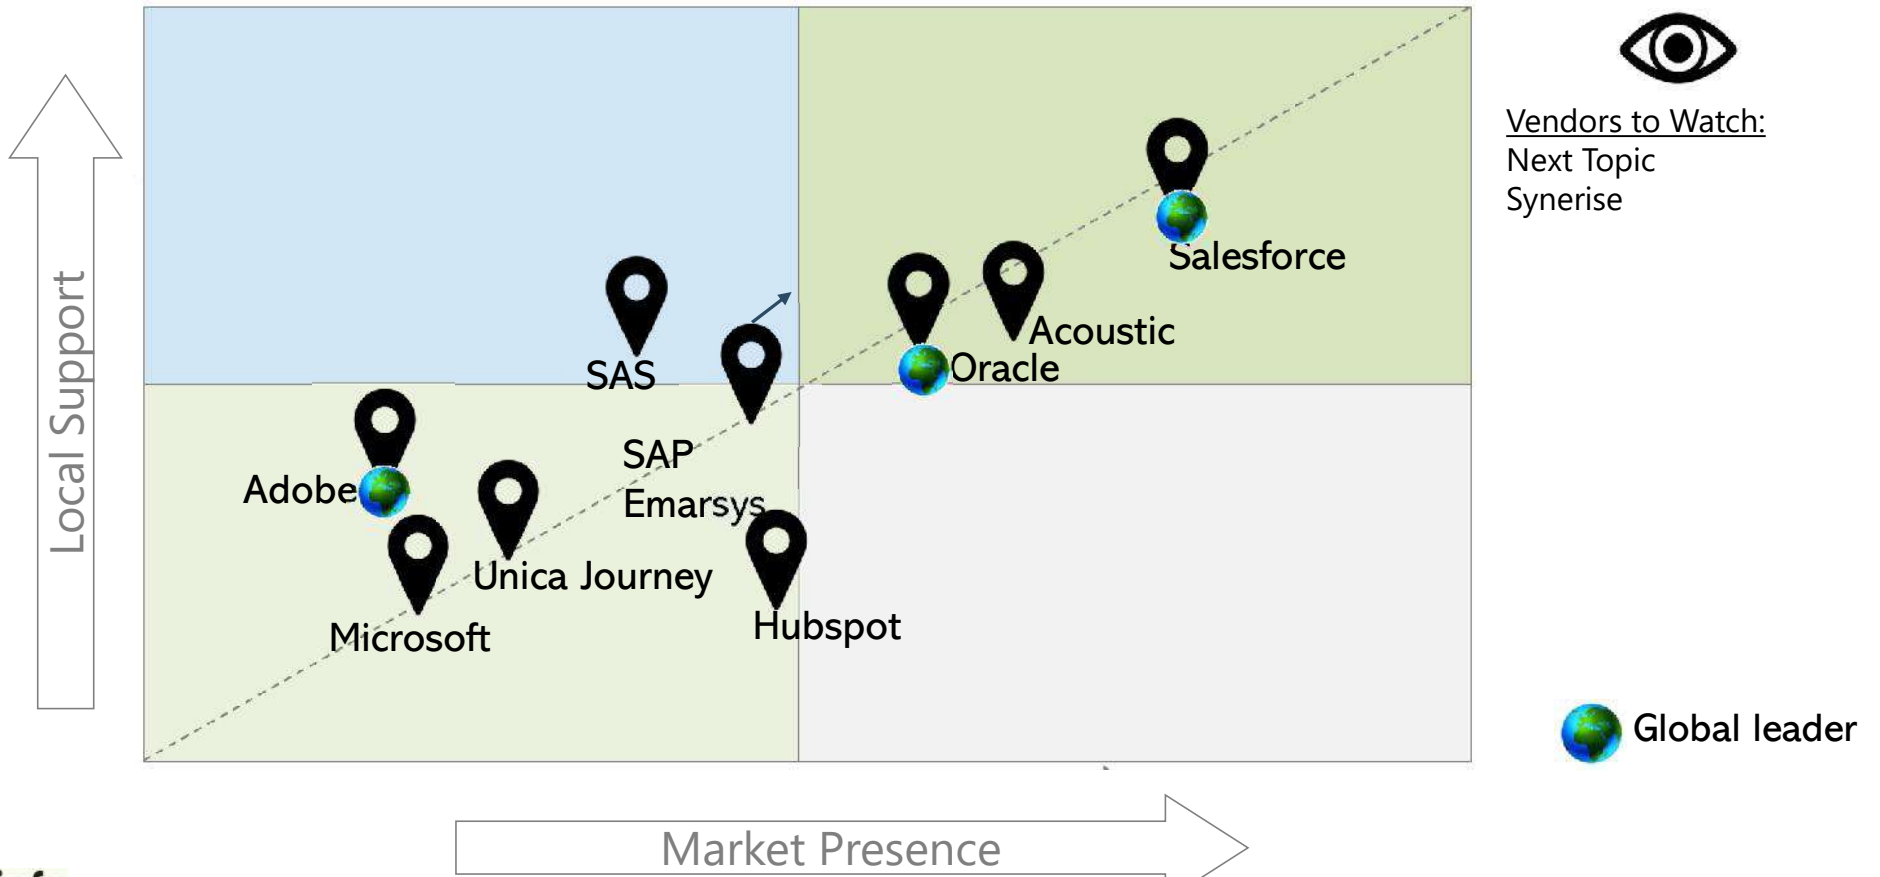 Vendors to Watch:
Next Topic
Synerise
Salesforce
Acoustic
Oracle
SAS
SAP
Emarsys
Adobe
Unica Journey
Hubspot
Microsoft
Local Support
Global leader
Market Presence